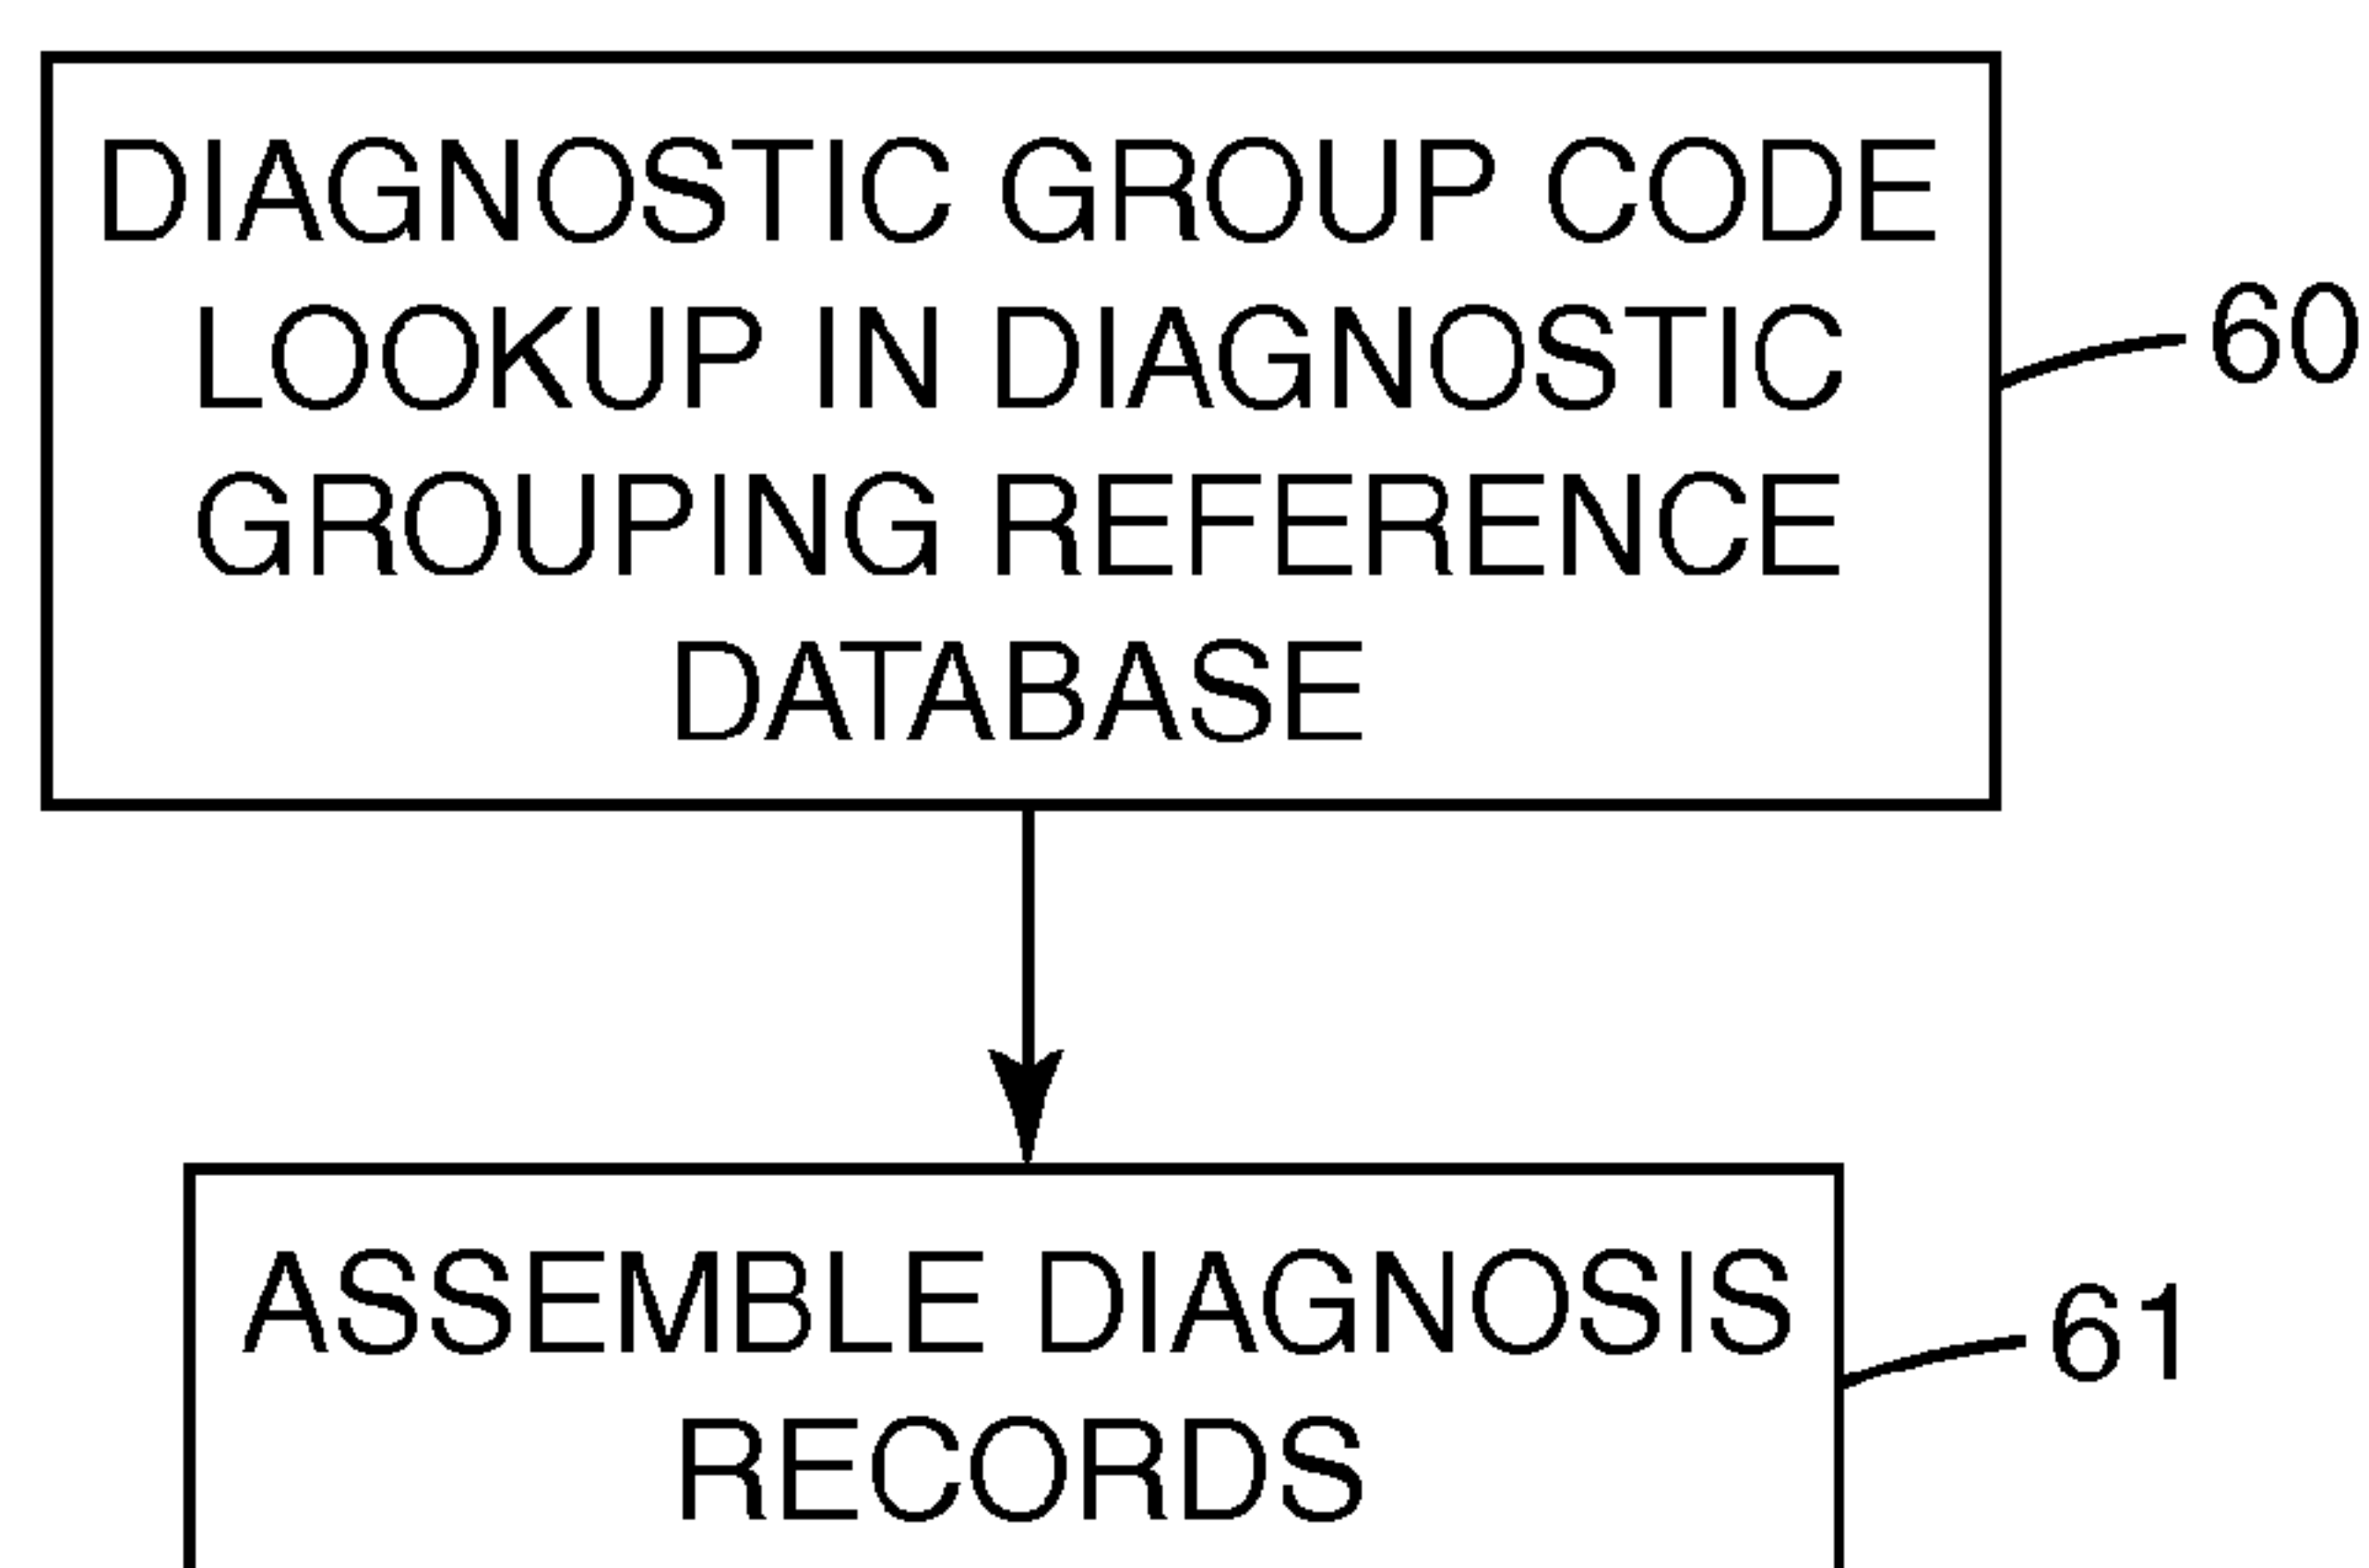 DIAGNOSTIC GROUP CODE
LOOKUP IN DIAGNOSTIC
GROUPING REFERENCE
DATABASE
60
ASSEMBLE DIAGNOSIS
RECORDS
61